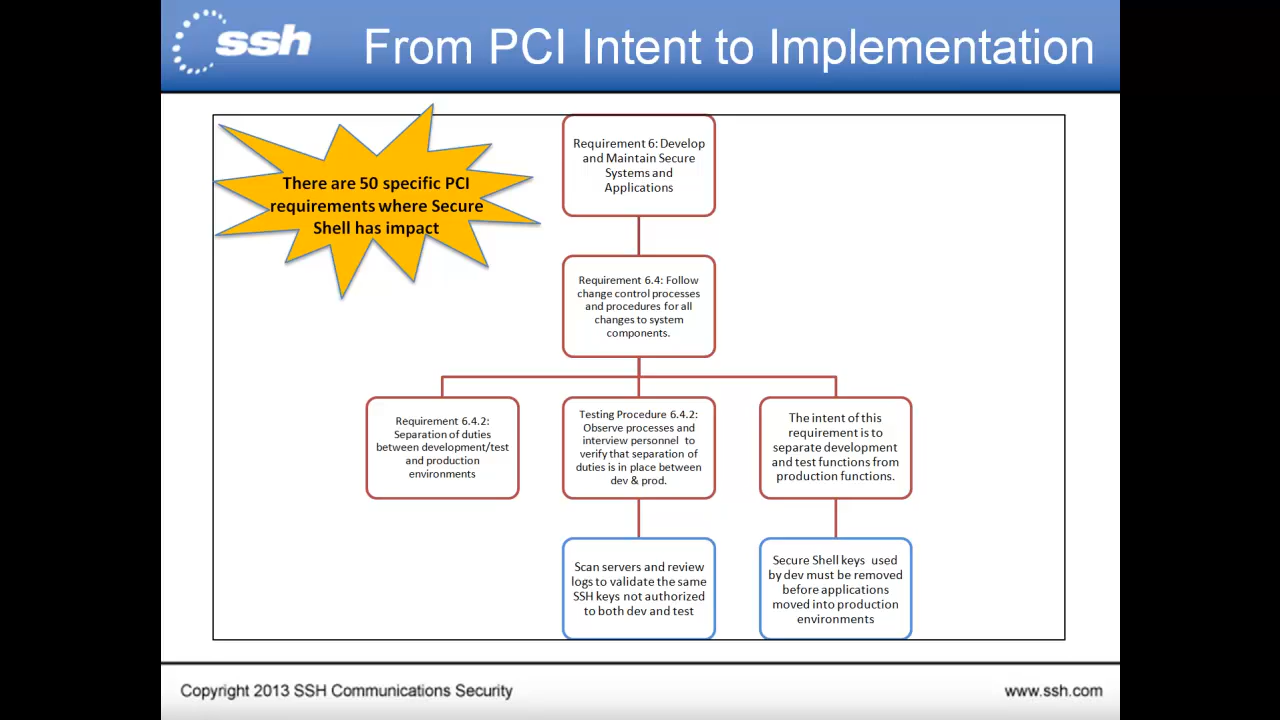 ssh
From PCI Intent to Implementation
There are 50 specific PCI
requirements where Secure
Shell has impact
Requirement 6: Develop
and Maintain Secure
Systems and
Applications
Requirement 6.4: Follow
change control processes
and procedures for all
changes to system
components.
Requirement 6.4.2:
Separation of duties
between development/test
and production
environments
Testing Procedure 6.4.2:
Observe processes and
interview personnel to
verify that separation of
duties is in place between
dev & prod.
The intent of this
requirement is to
separate development
and test functions from
production functions.
Scan servers and review
logs to validate the same
SSH keys not authorized
to both dev and test
Secure Shell keys used
by dev must be removed
before applications
moved into production
environments
Copyright 2013 SSH Communications Security
www.ssh.com